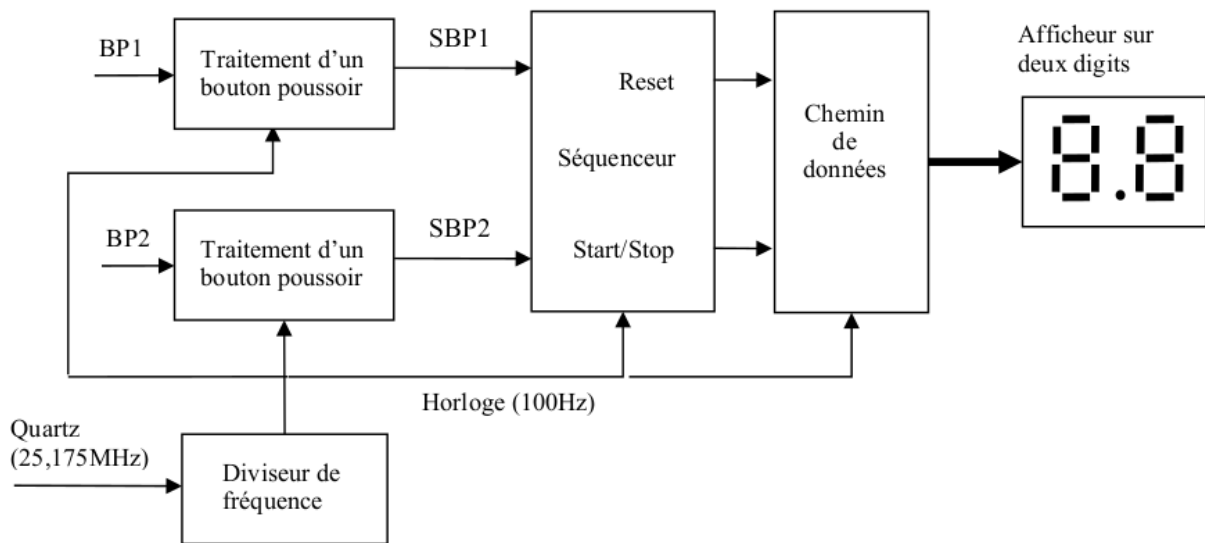 BP1
Traitement d'un
bouton poussoir
SBP1
Reset
Séquenceur
Start/Stop
Chemin
de
données
Afficheur sur
deux digits
8.8
BP2
Traitement d'un
bouton poussoir
SBP2
Horloge (100Hz)
Quartz
(25,175MHz)
Diviseur de
fréquence